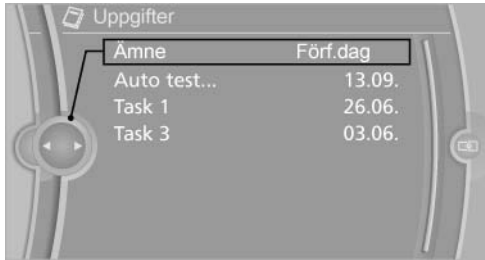 Uppgifter
Ämne Förf.dag
Auto test... 13.09.
Task 1 26.06.
Task 3 03.06.